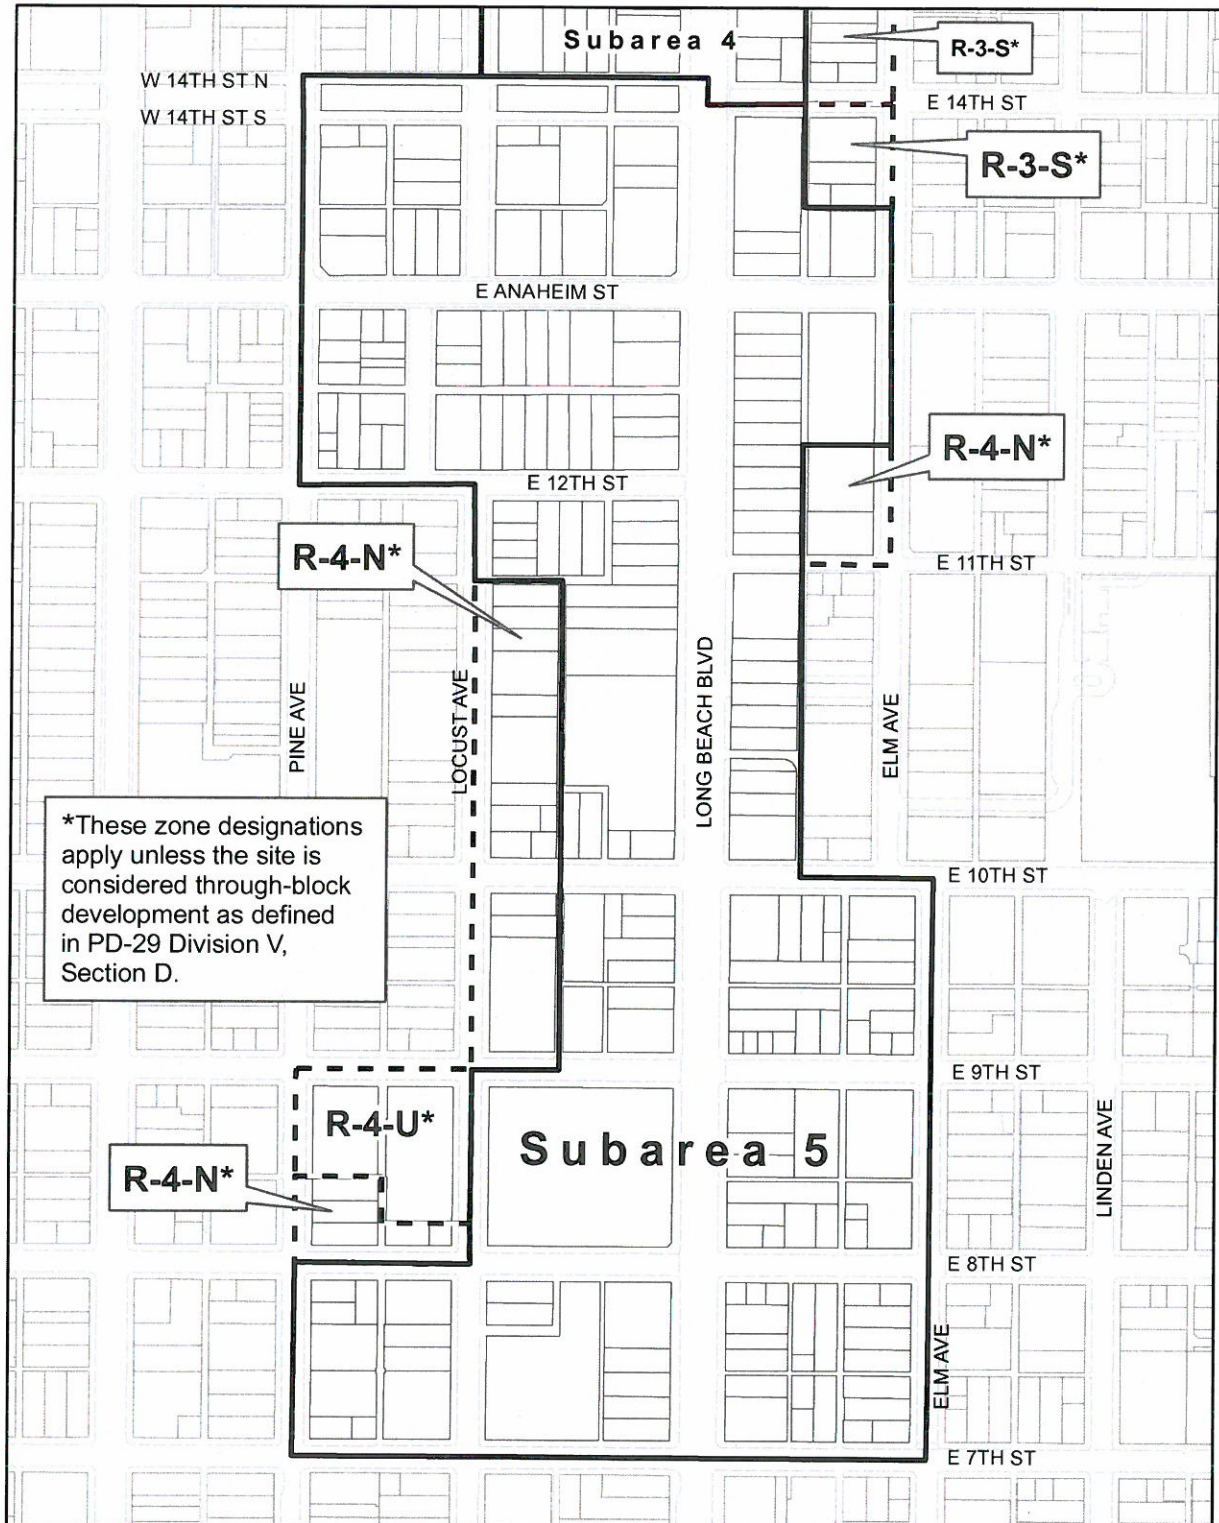 Subarea 4
R-3-S*
W 14TH ST N
E 14TH ST
W 14TH ST S
R-3-S*
E ANAHEIM ST
R-4-N*
E 12TH ST
R-4-N*
E 11TH ST
PINE AVE
LOCUST AVE
LONG BEACH BLVD
ELM AVE
*These zone designations
apply unless the site is
considered through-block
development as defined
in PD-29 Division V,
Section D.
E 10TH ST
E 9TH ST
R-4-U*
Subarea 5
R-4-N*
LINDEN AVE
E 8TH ST
ELM AVE
E 7TH ST